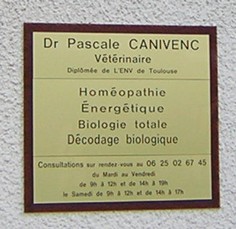 Dr Pascale CANIVENC
Vétérinaire
Diplômée de L'ENV de Toulouse
Homéopathie
Énergétique
Biologie totale
Décodage biologique
Consultations sur rendez vous au 06 25 02 67 45
du Mardi au Vendredi
de 9h à 12h et de 14h à 19h
le Samedi de 9h à 12h et de 14h à 17h